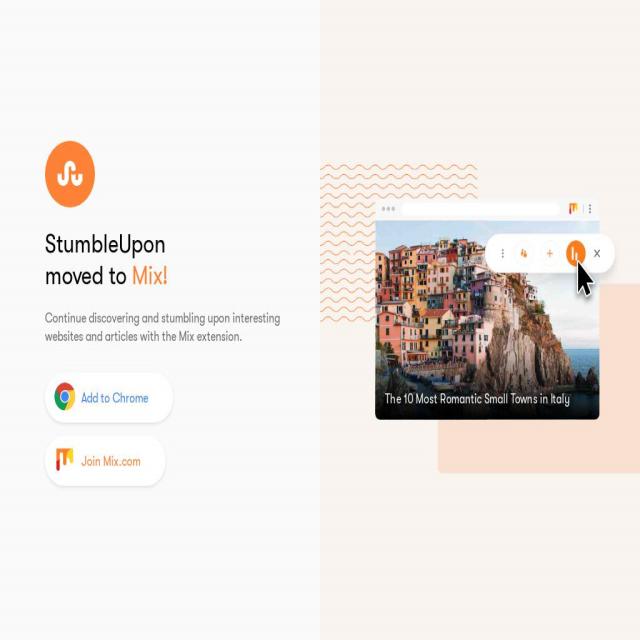 StumbleUpon
moved to Mix!
Continue discovering and stumbling upon interesting
websites and articles with the Mix extension.
Add to Chrome
Join Mix.com
The 10 Most Romantic Small Towns in Italy